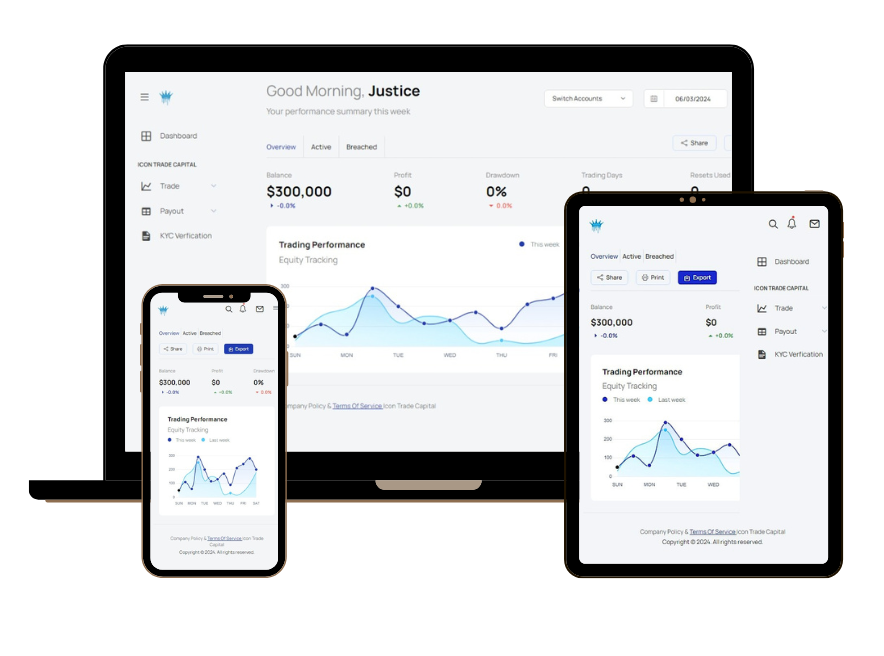 Good Morning, Justice
Your performance summary this week
Switch Accounts
06/03/2024
Dashboard
ICON TRADE CAPITAL
Trade
Payout
KYC Verfication
Overview Active Breached
Share
Balance Profit Drawdown Trading Days Resets Used
$300,000 $0 0% 0 0
-0.0% +0.0% 0.0%
Trading Performance
Equity Tracking
This week
300
SUN MON TUE WED THU FRI
Company Policy & Terms Of Service Icon Trade Capital
Overview Active Breached
Share Print Export
Balance Profit Drawdown
$300,000 $0 0%
-0.0% +0.0% 0.0%
Trading Performance
Equity Tracking
This week Last week
300
200
100
0
SUN MON TUE WED THU FRI SAT
Company Policy & Terms Of Service Icon Trade
Capital
Copyright © 2024. All rights reserved.
Overview Active Breached
Share Print Export
Balance Profit
$300,000 $0
-0.0% +0.0%
Trading Performance
Equity Tracking
This week Last week
300
200
100
0
SUN MON TUE WED
Dashboard
ICON TRADE CAPITAL
Trade
Payout
KYC Verfication
Company Policy & Terms Of Service Icon Trade Capital
Copyright © 2024. All rights reserved.